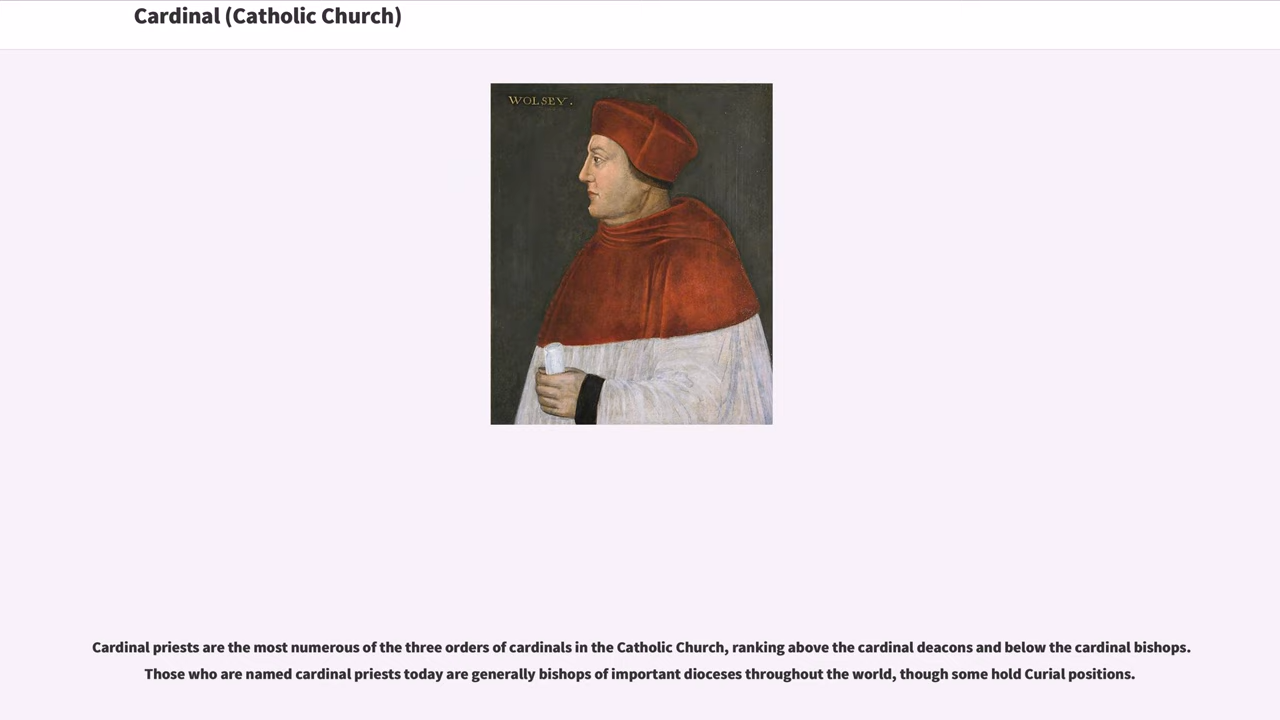 Cardinal (Catholic Church)
WOLSEY.
Cardinal priests are the most numerous of the three orders of cardinals in the Catholic Church, ranking above the cardinal deacons and below the cardinal bishops.
Those who are named cardinal priests today are generally bishops of important dioceses throughout the world, though some hold Curial positions.